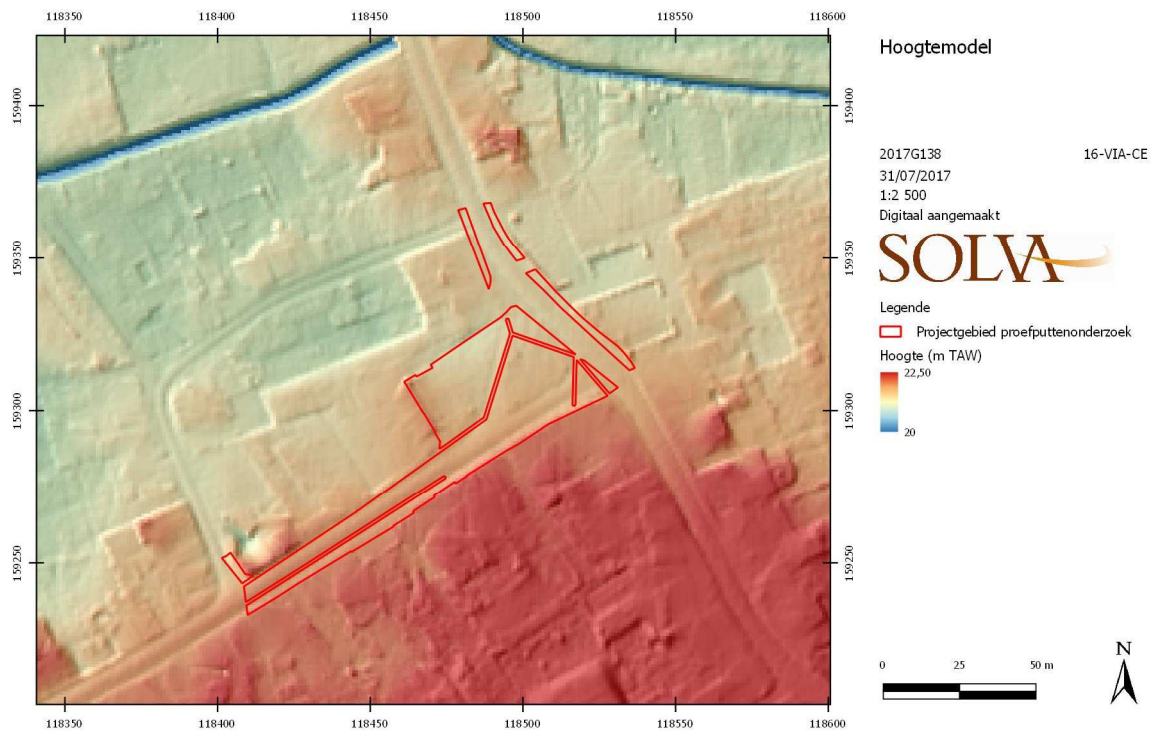 118350 118400 118450 118500 118550 118600
159400 159400
159350 159350
159300 159300
159250 159250
118350 118400 118450 118500 118550 118600
Hoogtemodel
2017G138 16-VIA-CE
31/07/2017
1:2 500
Digitaal aangemaakt
SOLVA
Legende
Projectgebied proefputtenonderzoek
Hoogte (m TAW)
22,50
20
0 25 50 m
N